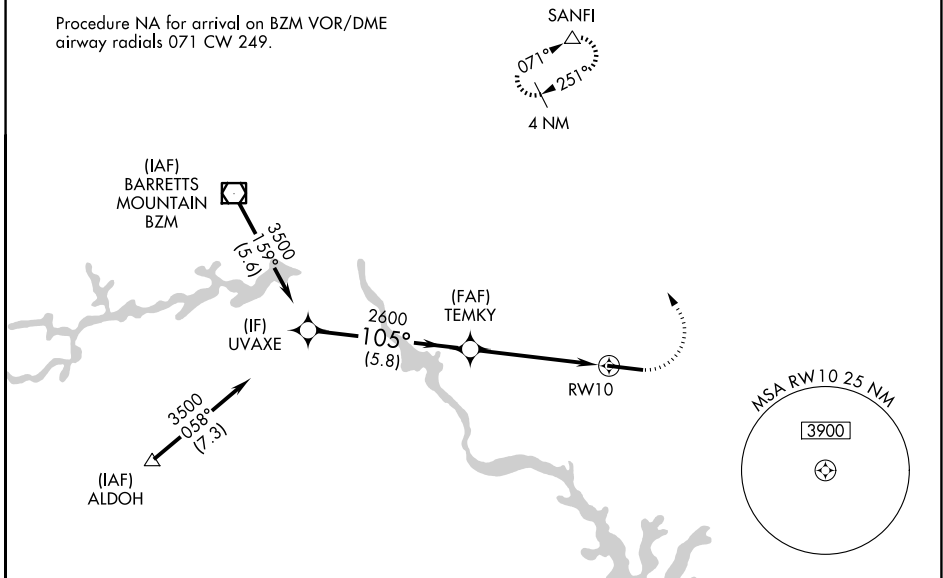 Procedure NA for arrival on BZM VOR/DME
airway radials 071 CW 249.
SANFI
071°
251°
4 NM
(IAF)
BARRETTS
MOUNTAIN
BZM
3500
159°
(5.6)
(IF)
UVAXE
2600
105°
(5.8)
(FAF)
TEMKY
RW10
3500
058°
(7.3)
(IAF)
ALDOH
MSA RW10 25 NM
3900